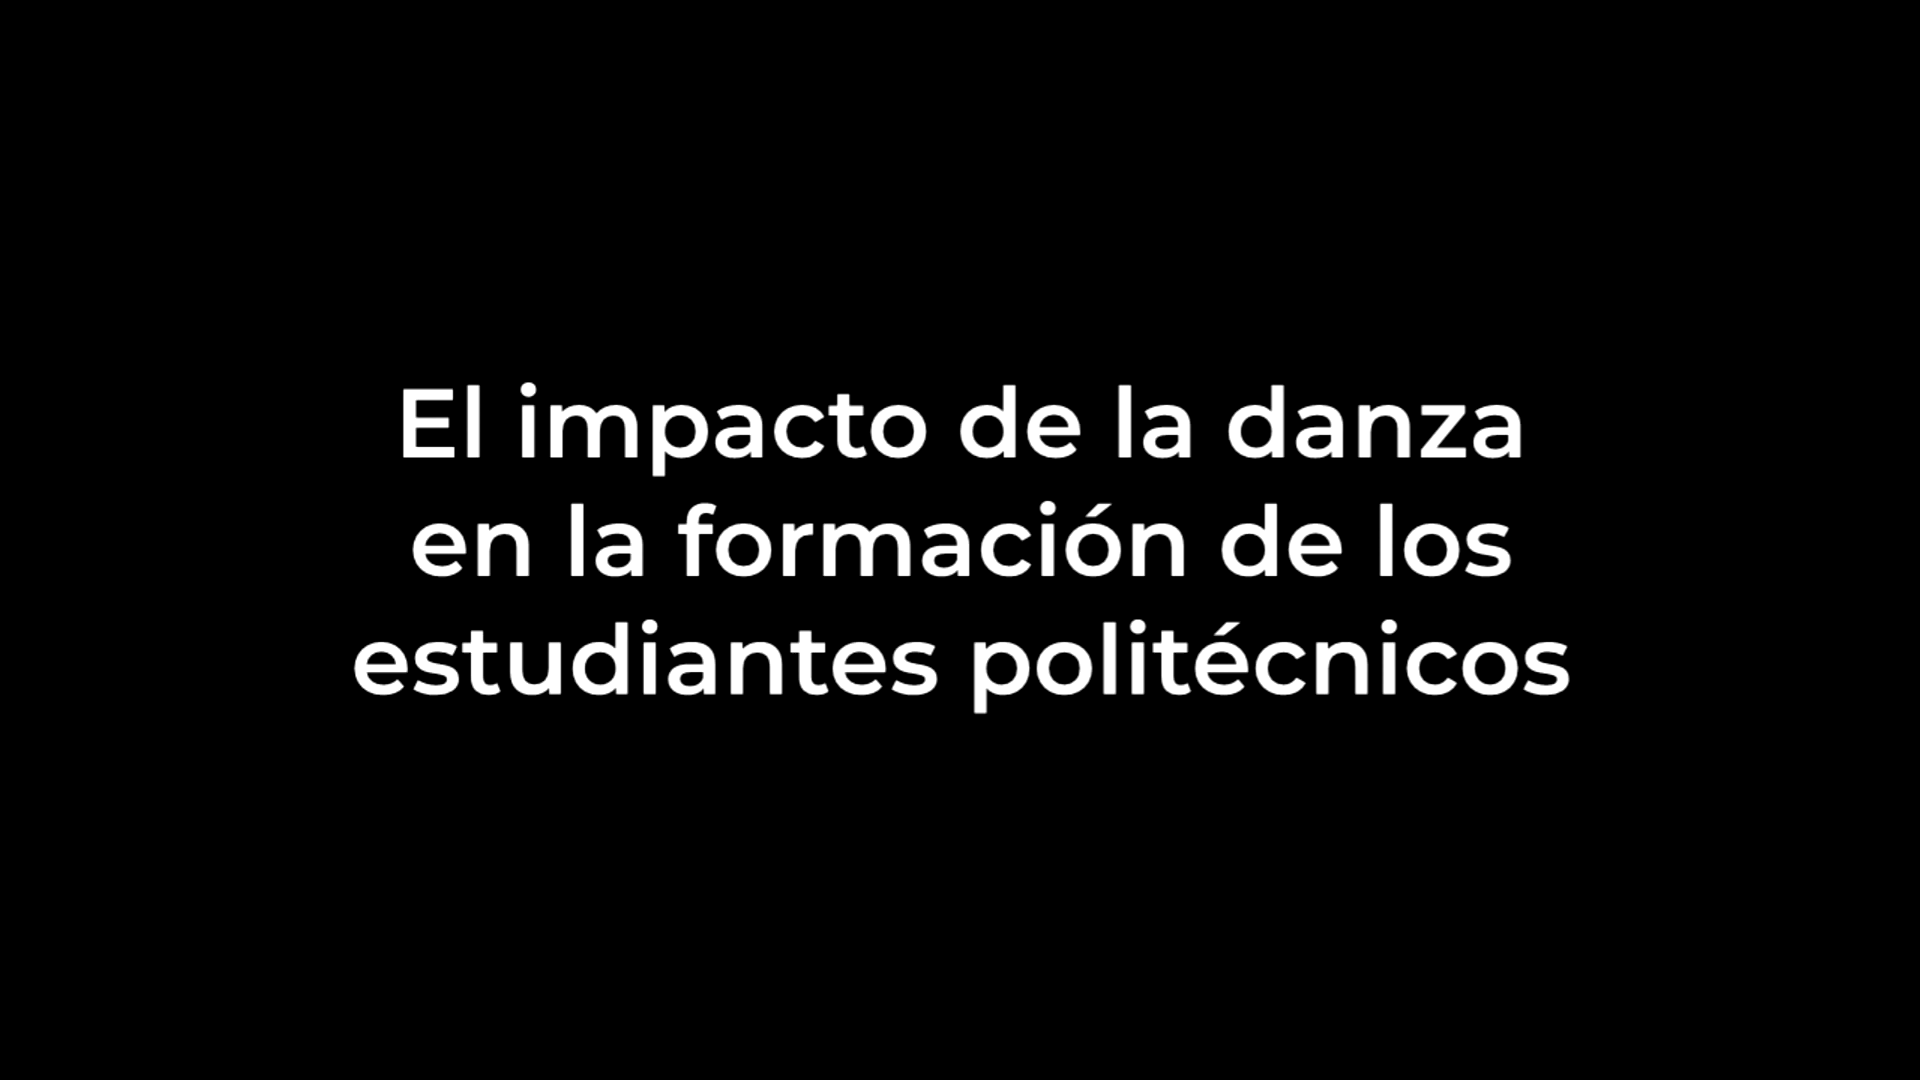 El impacto de la danza
en la formación de los
estudiantes politécnicos